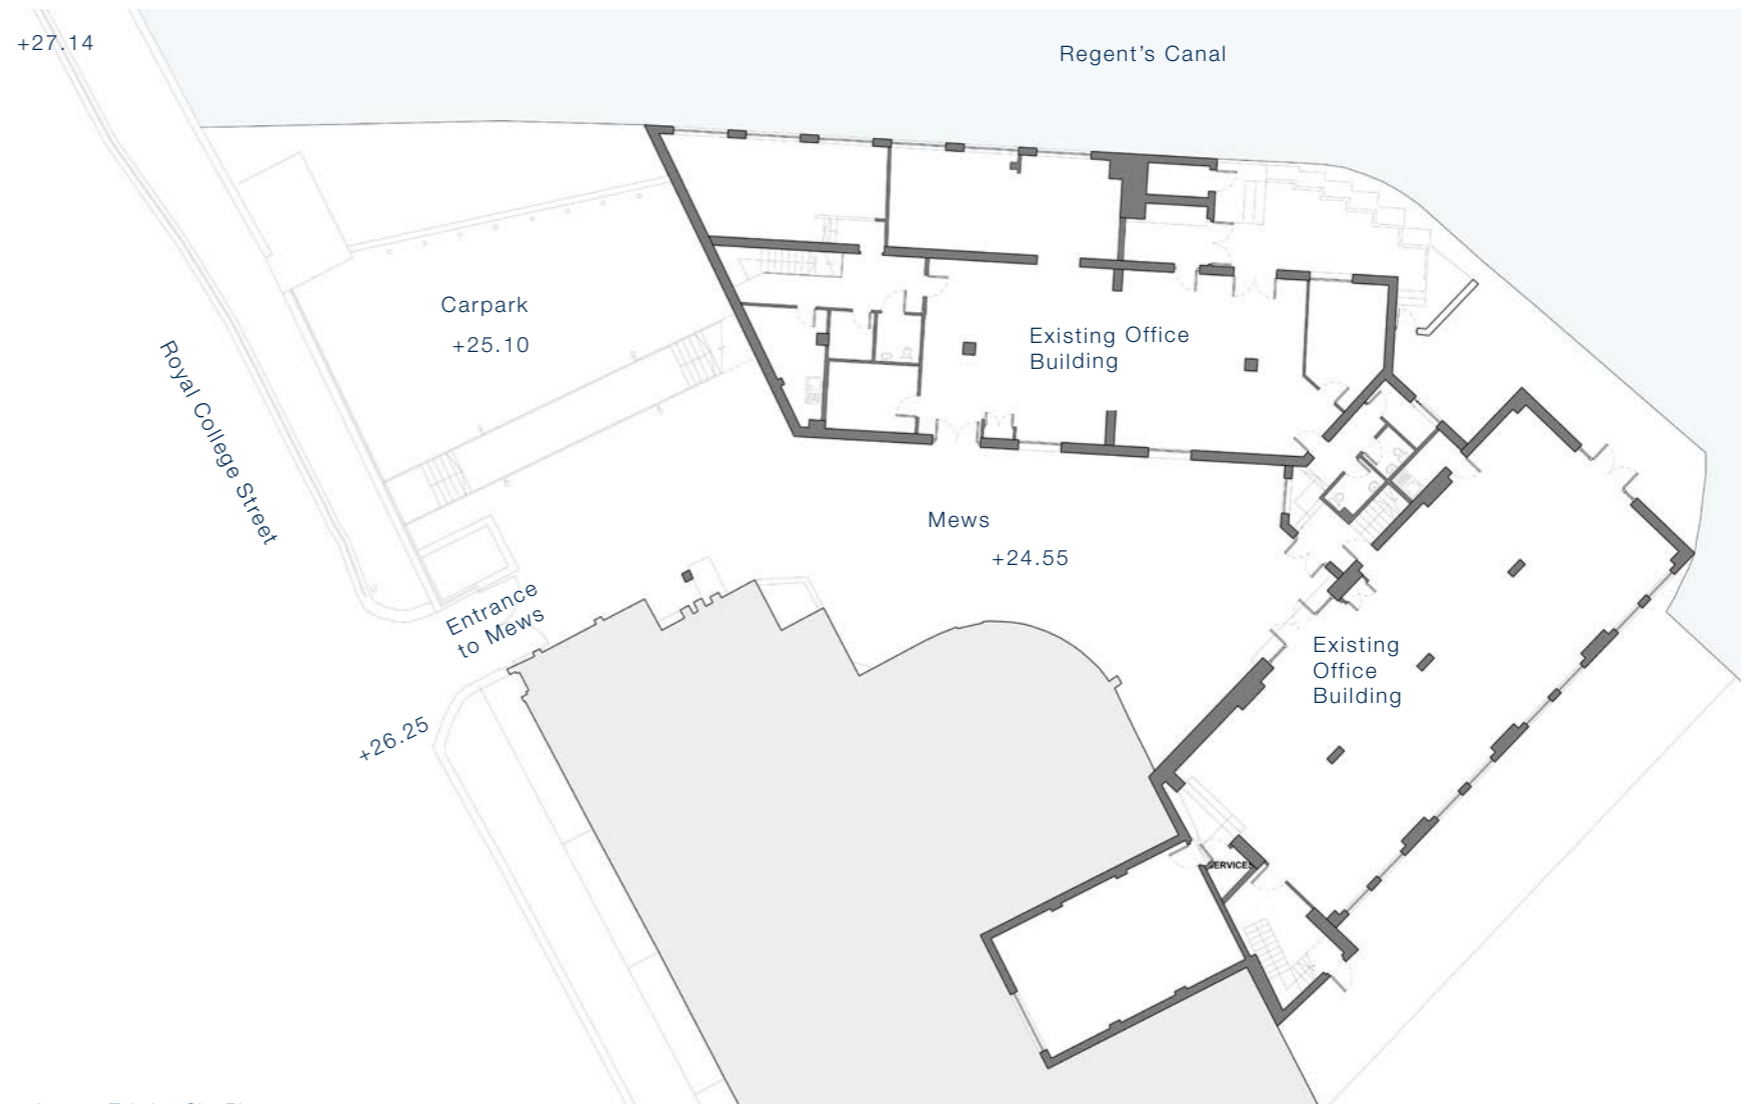 +27.14
Regent's Canal
Carpark
+25.10
Existing Office
Building
Royal College Street
Mews
+24.55
Entrance
to Mews
Existing
Office
Building
+26.25
SERVICES